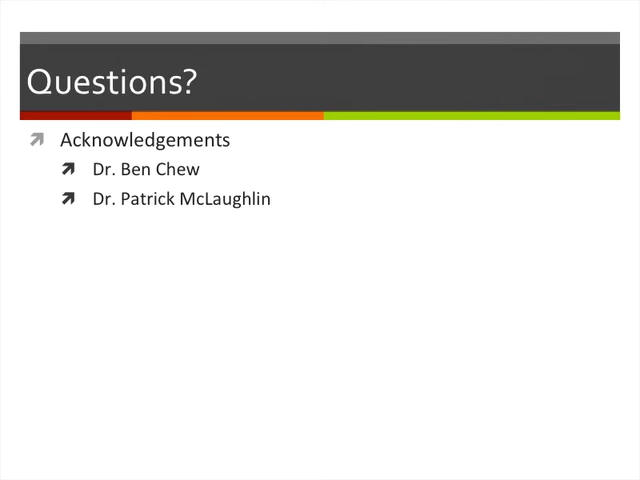 Questions?
Acknowledgements
Dr. Ben Chew
Dr. Patrick McLaughlin